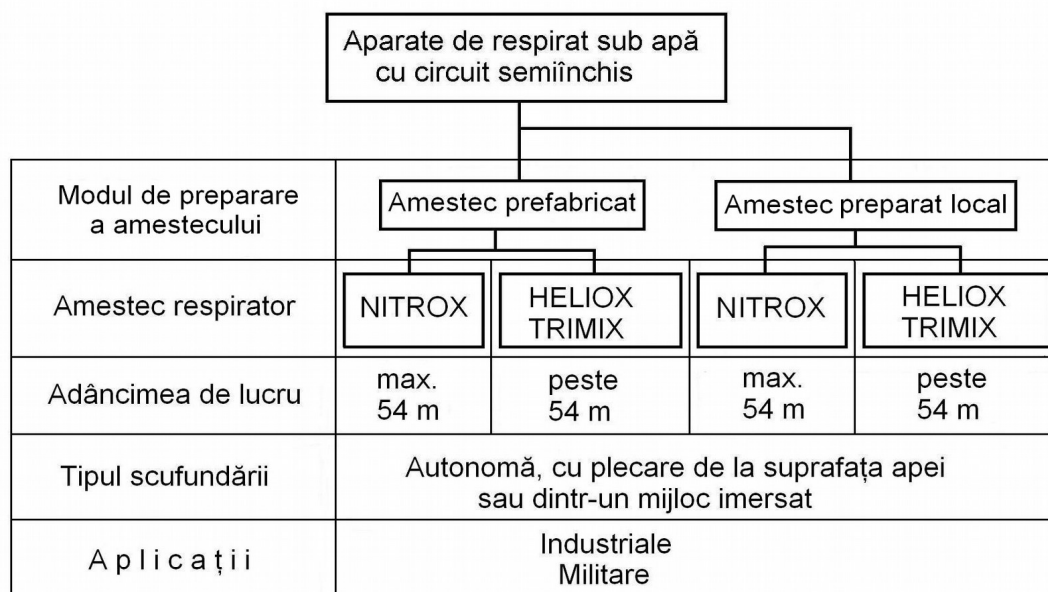 Aparate de respirat sub apă
cu circuit semiînchis
Modul de preparare
a amestecului
Amestec prefabricat
Amestec preparat local
Amestec respirator
NITROX
HELIOX
TRIMIX
NITROX
HELIOX
TRIMIX
Adâncimea de lucru
max.
54 m
peste
54 m
max.
54 m
peste
54 m
Tipul scufundării
Autonomă, cu plecare de la suprafața apei
sau dintr-un mijloc imersat
A p l i c a ț i i
Industriale
Militare